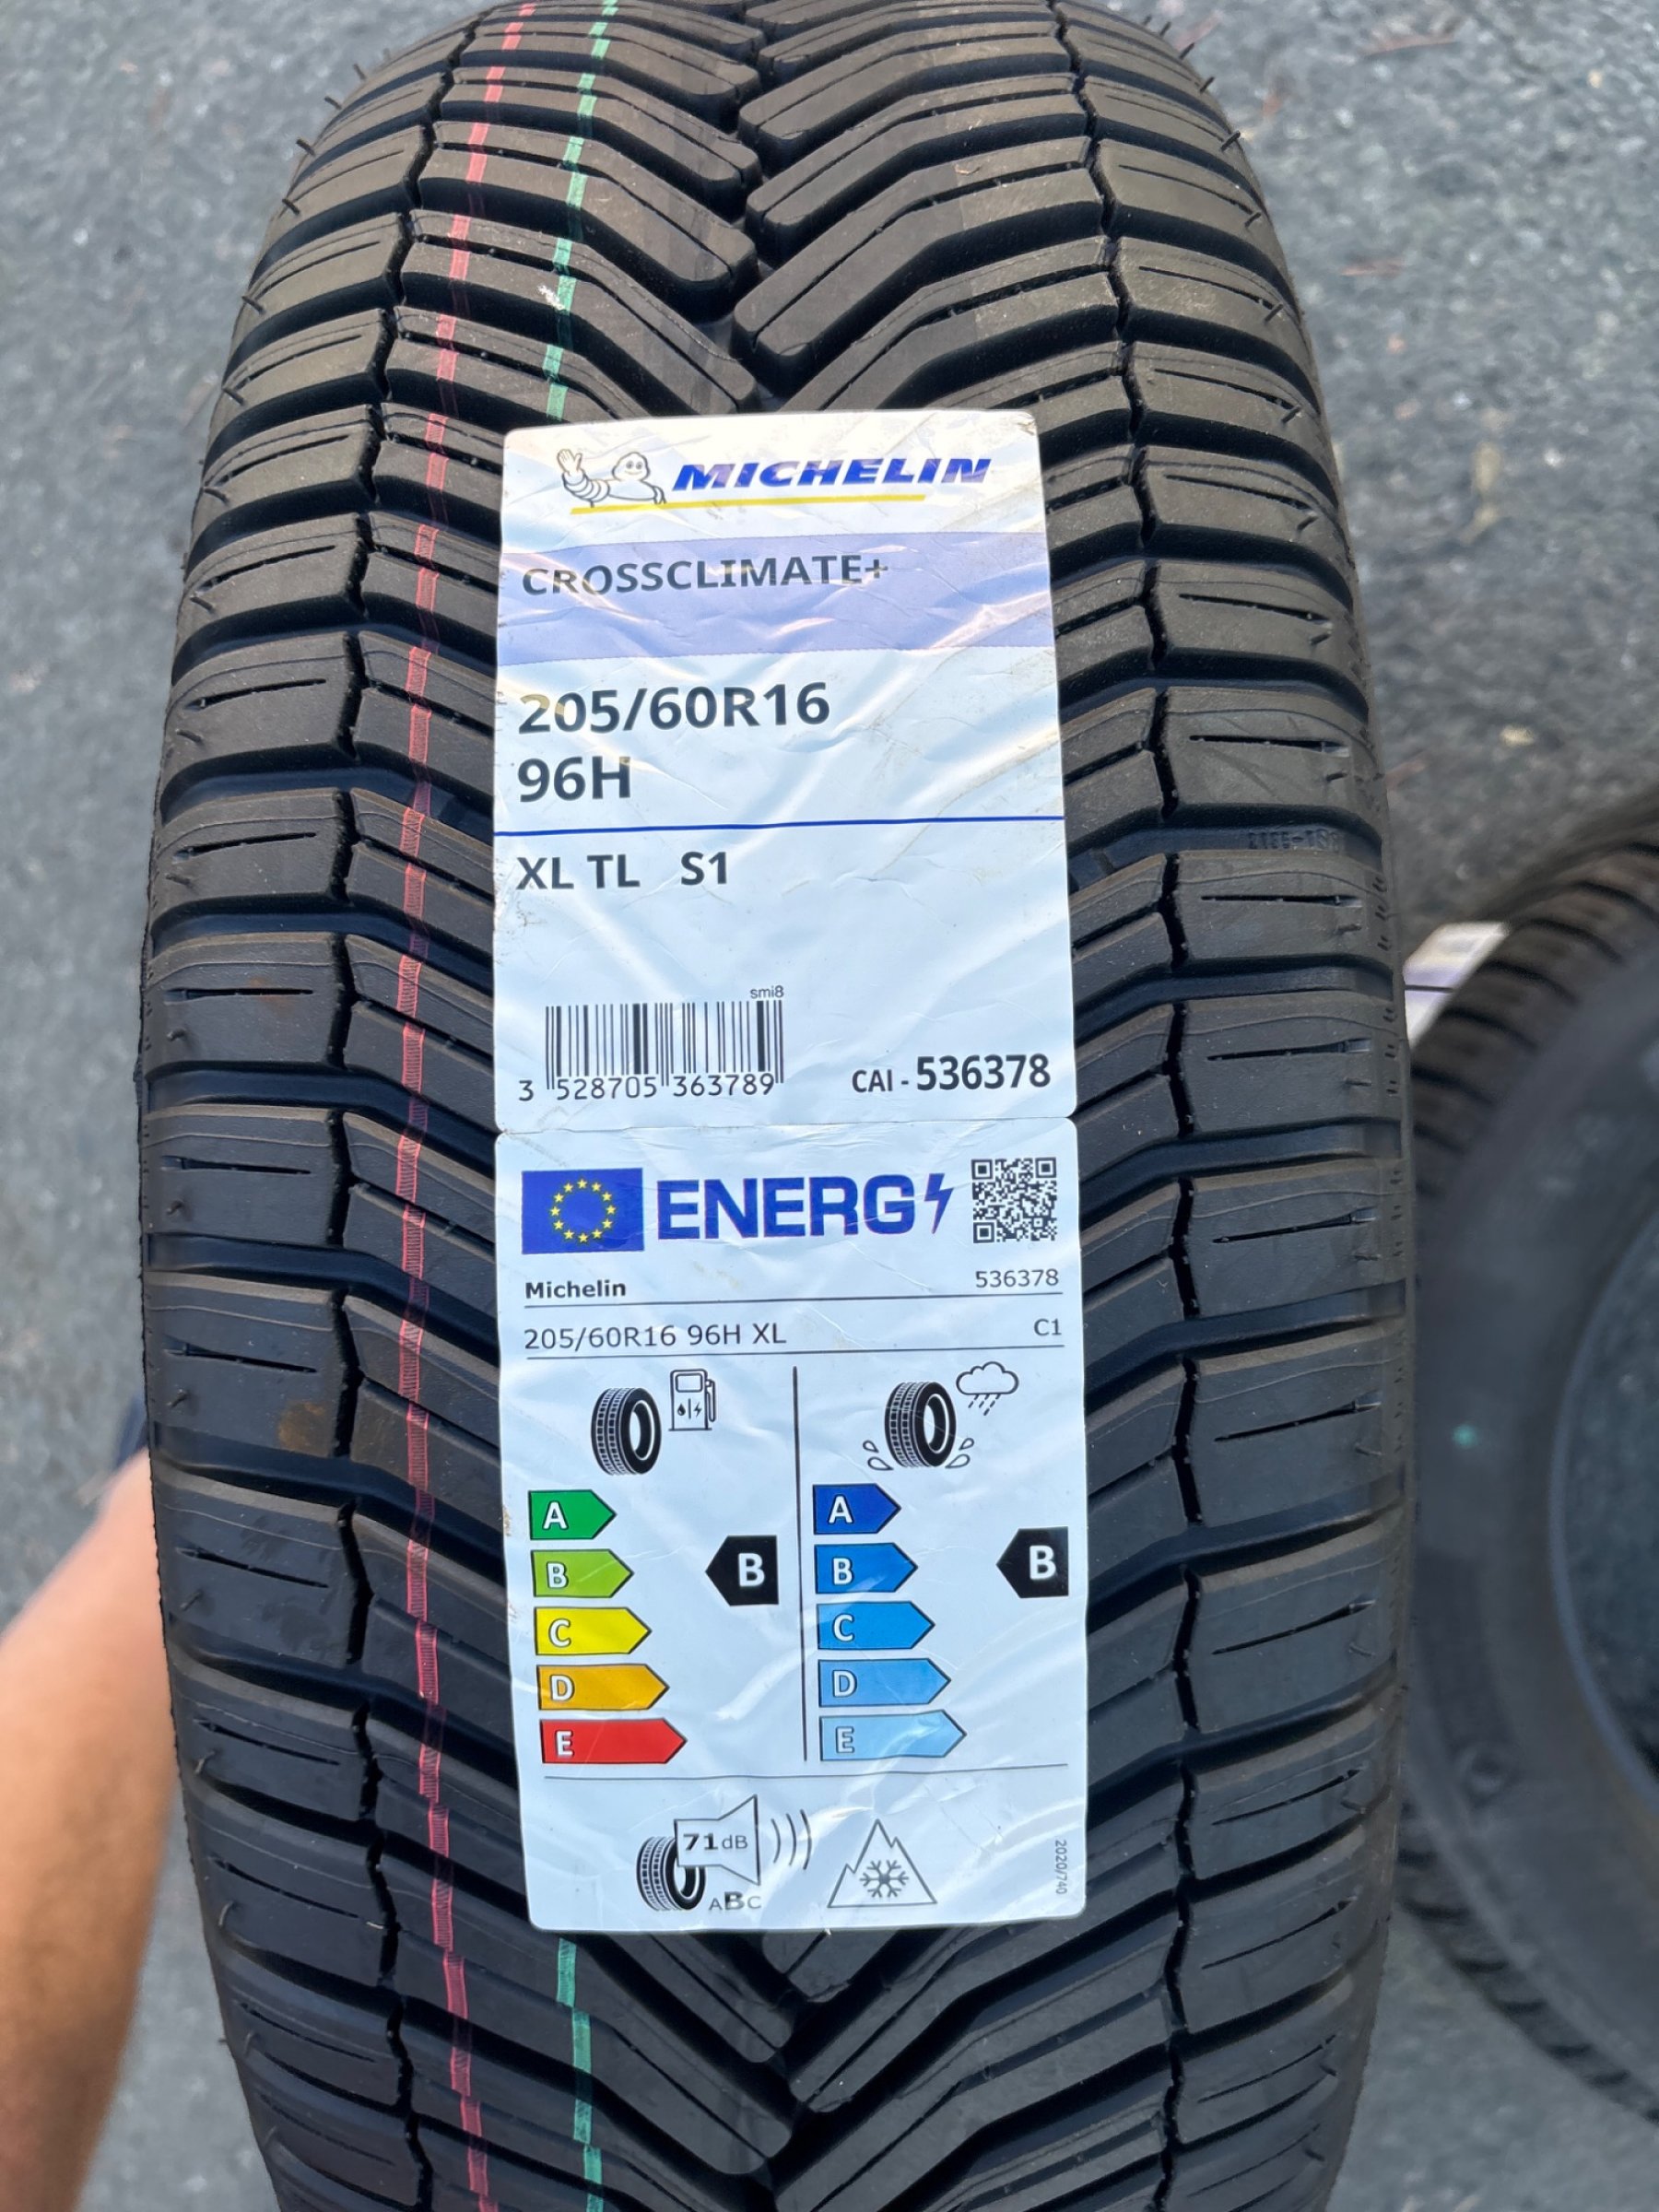 MICHELIN
CROSSCLIMATE+
205/60R16
96H
XL TL S1
smi8
3 528705 363789
CAI - 536378
ENERG
Michelin 536378
205/60R16 96H XL C1
A A
B B B B
C C
D D
E E
71dB
ABC
2020/740